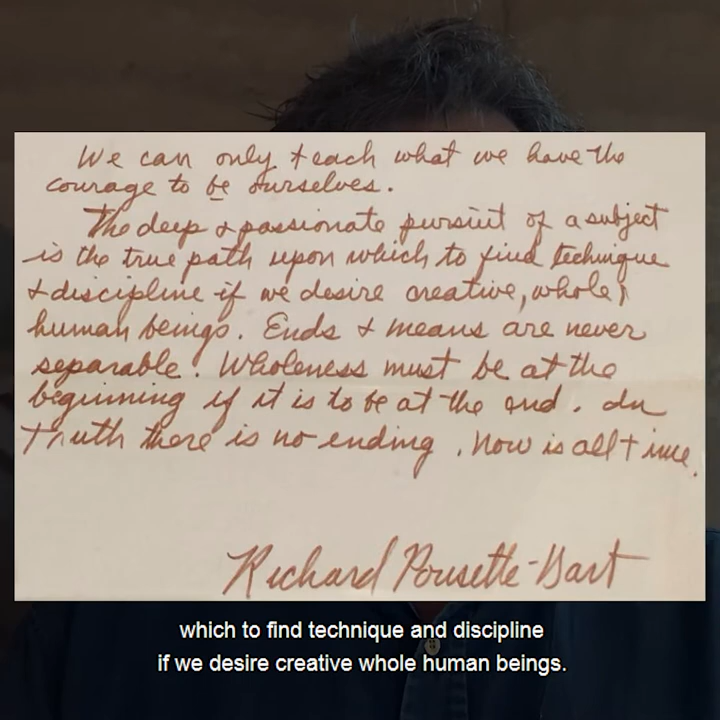 We can only teach what we have the
courage to be ourselves.
The deep & passionate pursuit of a subject
is the true path upon which to find technique
& discipline if we desire creative, whole,
human beings. Ends & means are never
separable. Wholeness must be at the
beginning if it is to be at the end. In
truth there is no ending. Now is all time.
Richard Pousette-Dart
which to find technique and discipline
if we desire creative whole human beings.